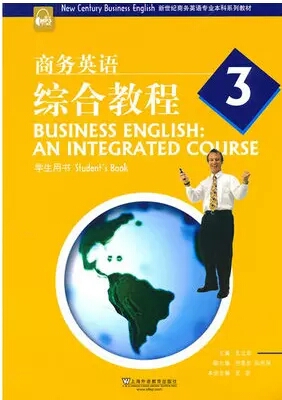 New Century Business English 新世纪商务英语专业本科系列教材
商务英语
综合教程
3
BUSINESS ENGLISH:
AN INTEGRATED COURSE
学生用书 Student's Book
主编
上海外语教育出版社